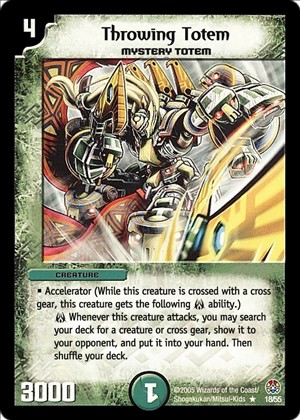 4
Throwing Totem
MYSTERY TOTEM
CREATURE
▪ Accelerator (While this creature is crossed with a cross
gear, this creature gets the following ability.)
Whenever this creature attacks, you may search
your deck for a creature or cross gear, show it to
your opponent, and put it into your hand. Then
shuffle your deck.
3000
1
©2005 Wizards of the Coast/
Shogakukan/Mitsui-Kids ★ 18/55